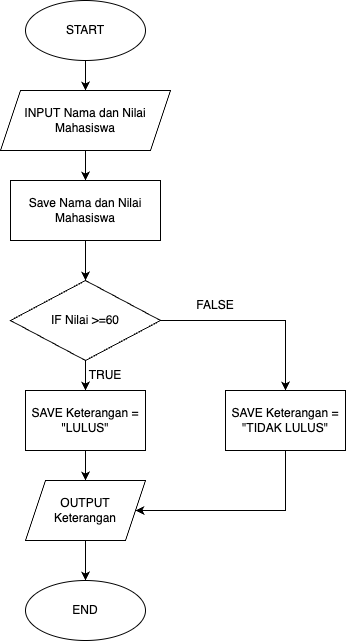 START
INPUT Nama dan Nilai
Mahasiswa
Save Nama dan Nilai
Mahasiswa
IF Nilai >=60
FALSE
TRUE
SAVE Keterangan =
"LULUS"
SAVE Keterangan =
"TIDAK LULUS"
OUTPUT
Keterangan
END